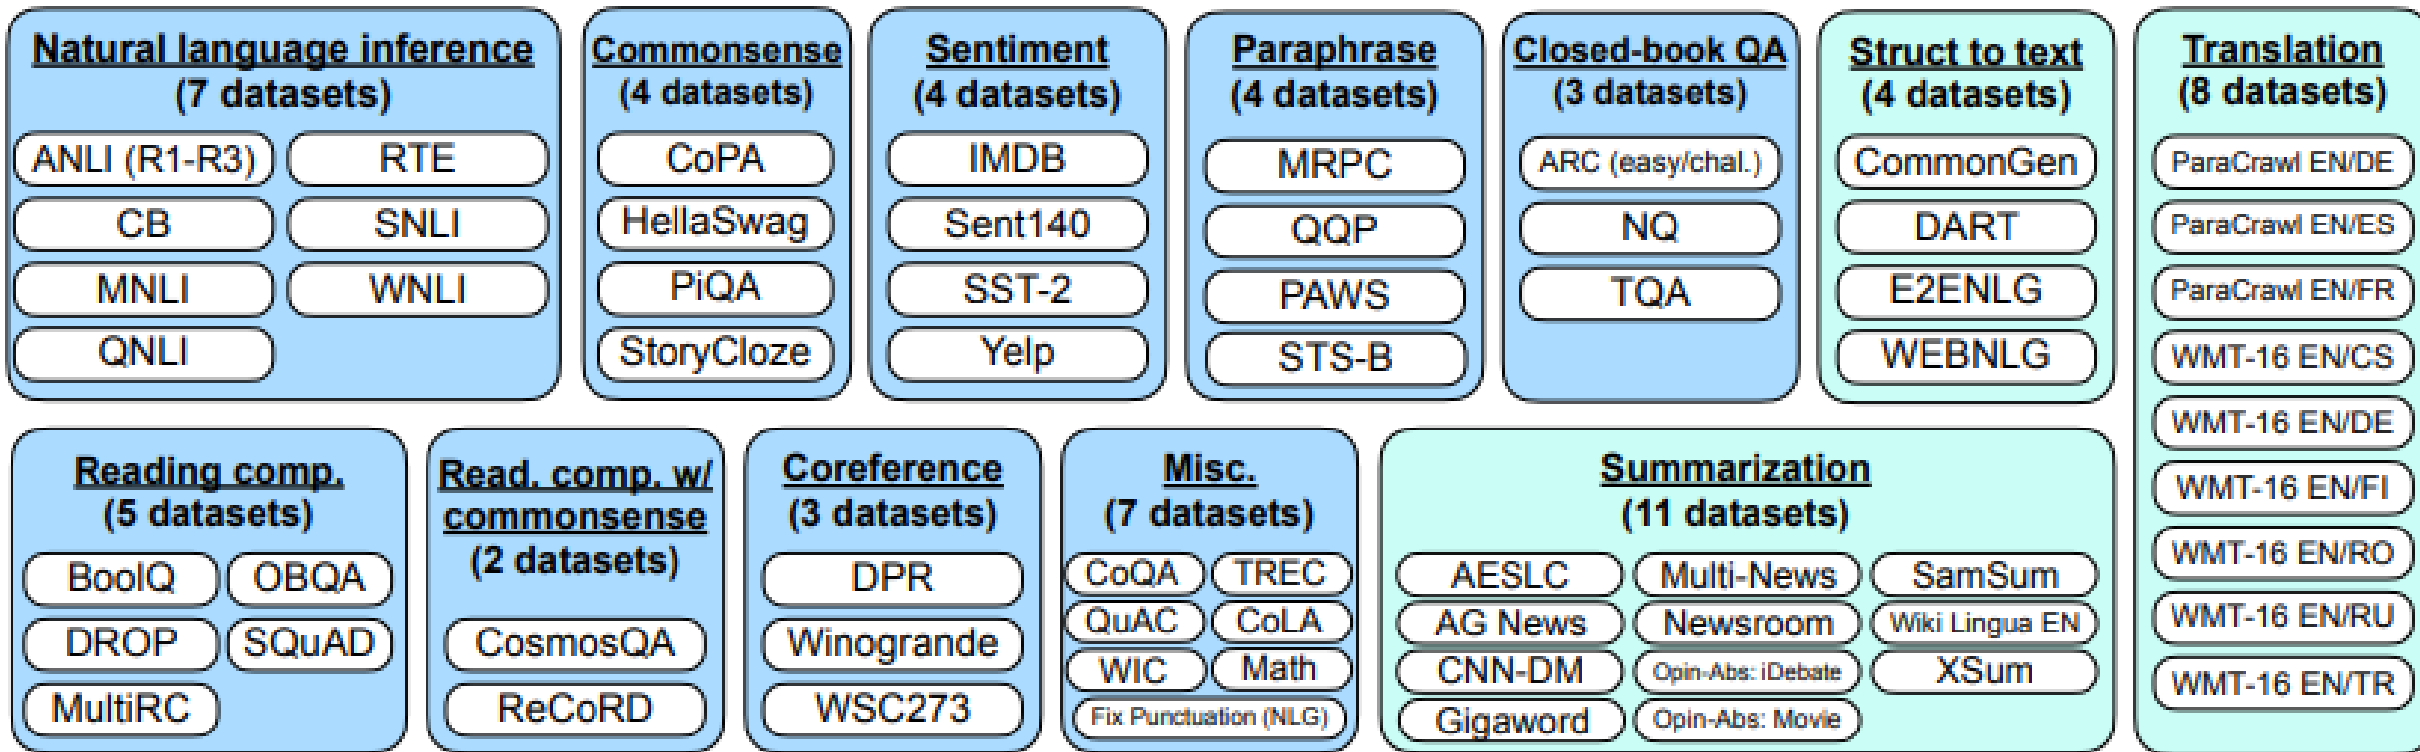 Natural language inference
(7 datasets)
ANLI (R1-R3)
RTE
CB
SNLI
MNLI
WNLI
QNLI
Commonsense
(4 datasets)
CoPA
HellaSwag
PiQA
StoryCloze
Sentiment
(4 datasets)
IMDB
Sent140
SST-2
Yelp
Paraphrase
(4 datasets)
MRPC
QQP
PAWS
STS-B
Closed-book QA
(3 datasets)
ARC (easy/chal.)
NQ
TQA
Struct to text
(4 datasets)
CommonGen
DART
E2ENLG
WEBNLG
Translation
(8 datasets)
ParaCrawl EN/DE
ParaCrawl EN/ES
ParaCrawl EN/FR
WMT-16 EN/CS
WMT-16 EN/DE
WMT-16 EN/FI
WMT-16 EN/RO
WMT-16 EN/RU
WMT-16 EN/TR
Reading comp.
(5 datasets)
BoolQ
OBQA
DROP
SQuAD
MultiRC
Read. comp. w/
commonsense
(2 datasets)
CosmosQA
ReCoRD
Coreference
(3 datasets)
DPR
Winogrande
WSC273
Misc.
(7 datasets)
CoQA
TREC
QuAC
CoLA
WIC
Math
Fix Punctuation (NLG)
Summarization
(11 datasets)
AESLC
Multi-News
SamSum
AG News
Newsroom
Wiki Lingua EN
CNN-DM
Opin-Abs: iDebate
XSum
Gigaword
Opin-Abs: Movie